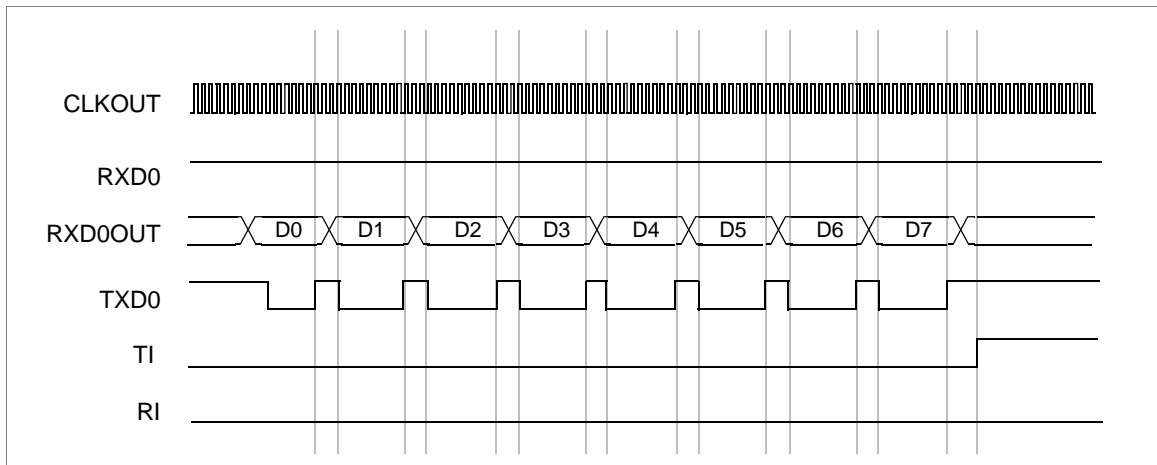 CLKOUT
RXD0
RXD0OUT D0 D1 D2 D3 D4 D5 D6 D7
TXD0
TI
RI